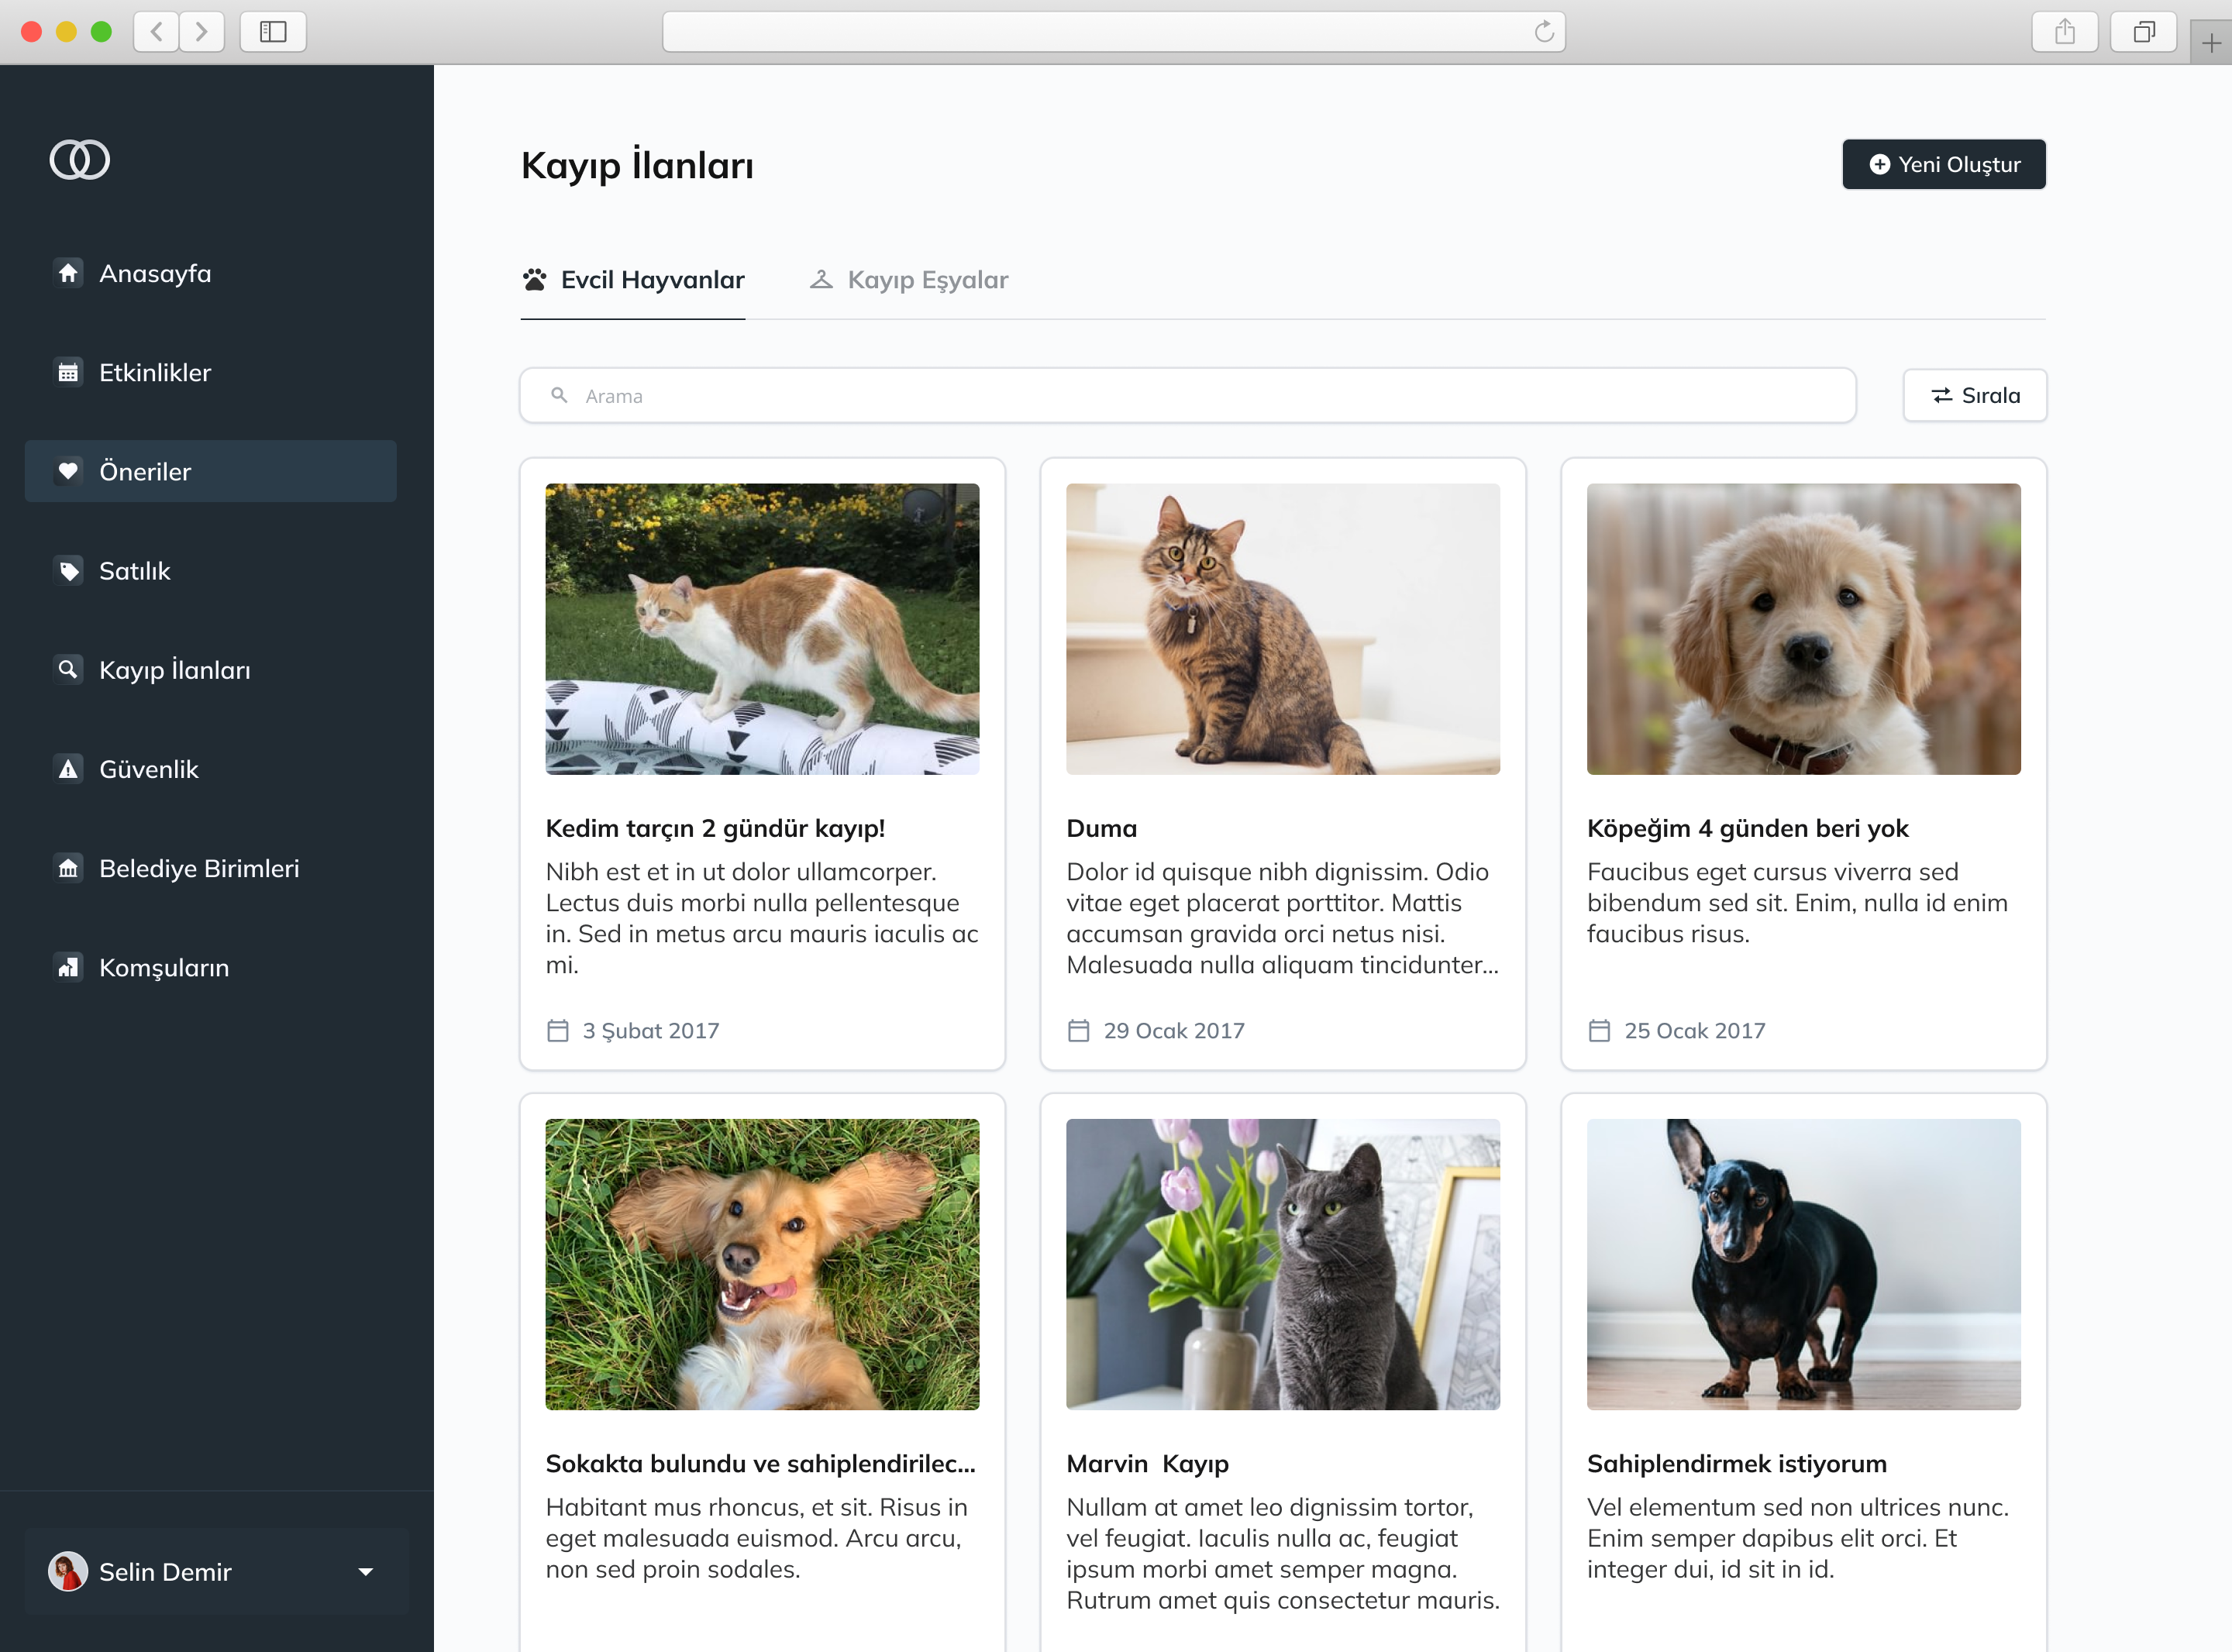 Anasayfa
Etkinlikler
Öneriler
Satılık
Kayıp İlanları
Güvenlik
Belediye Birimleri
Komşuların
Selin Demir
Kayıp İlanları
Yeni Oluştur
Evcil Hayvanlar
Kayıp Eşyalar
Arama
Sırala
Kedim tarçın 2 gündür kayıp!
Nibh est et in ut dolor ullamcorper.
Lectus duis morbi nulla pellentesque
in. Sed in metus arcu mauris iaculis ac
mi.
3 Şubat 2017
Duma
Dolor id quisque nibh dignissim. Odio
vitae eget placerat porttitor. Mattis
accumsan gravida orci netus nisi.
Malesuada nulla aliquam tincidunter...
29 Ocak 2017
Köpeğim 4 günden beri yok
Faucibus eget cursus viverra sed
bibendum sed sit. Enim, nulla id enim
faucibus risus.
25 Ocak 2017
Sokakta bulundu ve sahiplendirilec...
Habitant mus rhoncus, et sit. Risus in
eget malesuada euismod. Arcu arcu,
non sed proin sodales.
Marvin  Kayıp
Nullam at amet leo dignissim tortor,
vel feugiat. Iaculis nulla ac, feugiat
ipsum morbi amet semper magna.
Rutrum amet quis consectetur mauris.
Sahiplendirmek istiyorum
Vel elementum sed non ultrices nunc.
Enim semper dapibus elit orci. Et
integer dui, id sit in id.